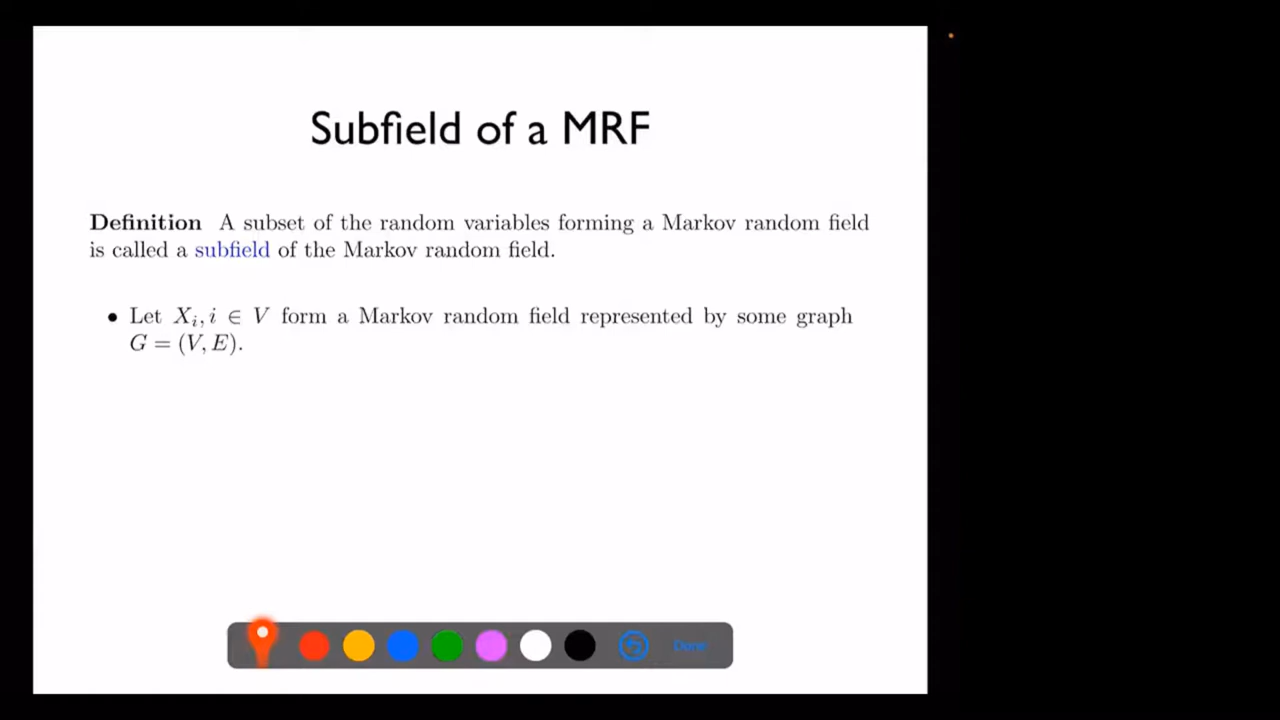 Subfield of a MRF
Definition A subset of the random variables forming a Markov random field
is called a subfield of the Markov random field.
• Let X_i, i ∈ V form a Markov random field represented by some graph
G = (V, E).
Done